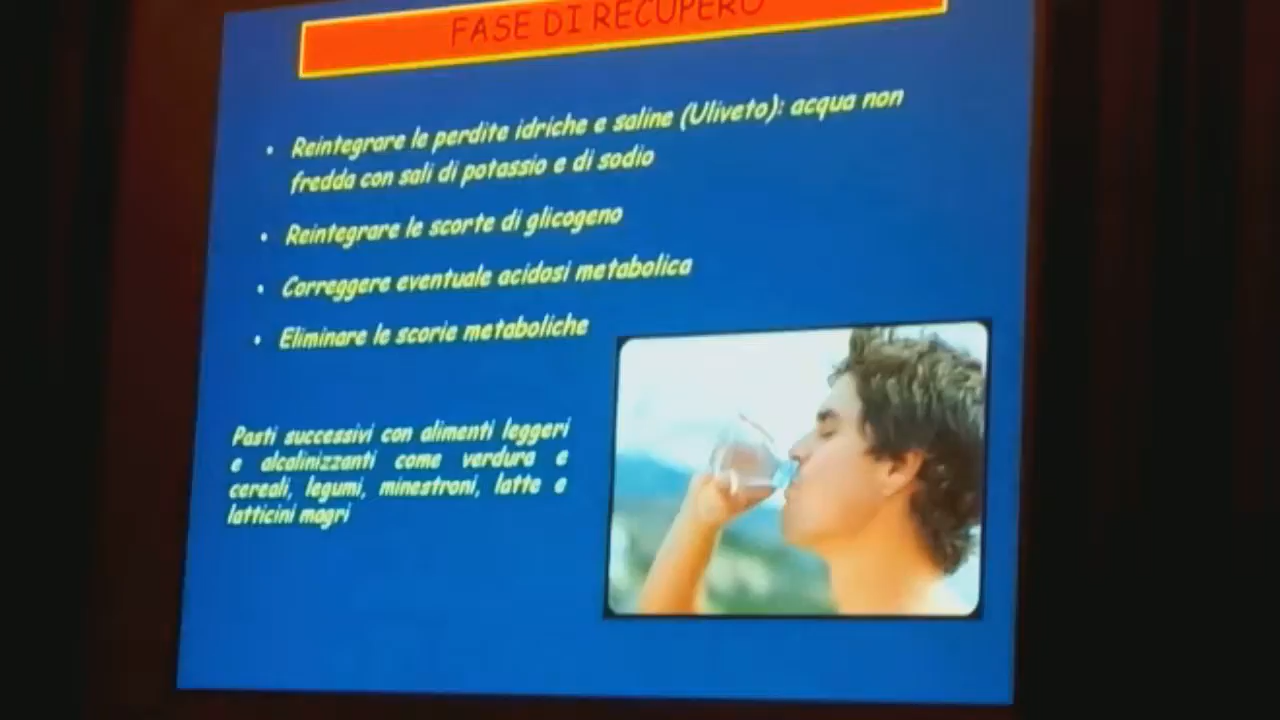 FASE DI RECUPERO
• Reintegrare le perdite idriche e saline (Uliveto): acqua non
fredda con sali di potassio e di sodio
• Reintegrare le scorte di glicogeno
• Correggere eventuale acidosi metabolica
• Eliminare le scorie metaboliche
Pasti successivi con alimenti leggeri
e alcalinizzanti come verdura e
cereali, legumi, minestroni, latte e
latticini magri